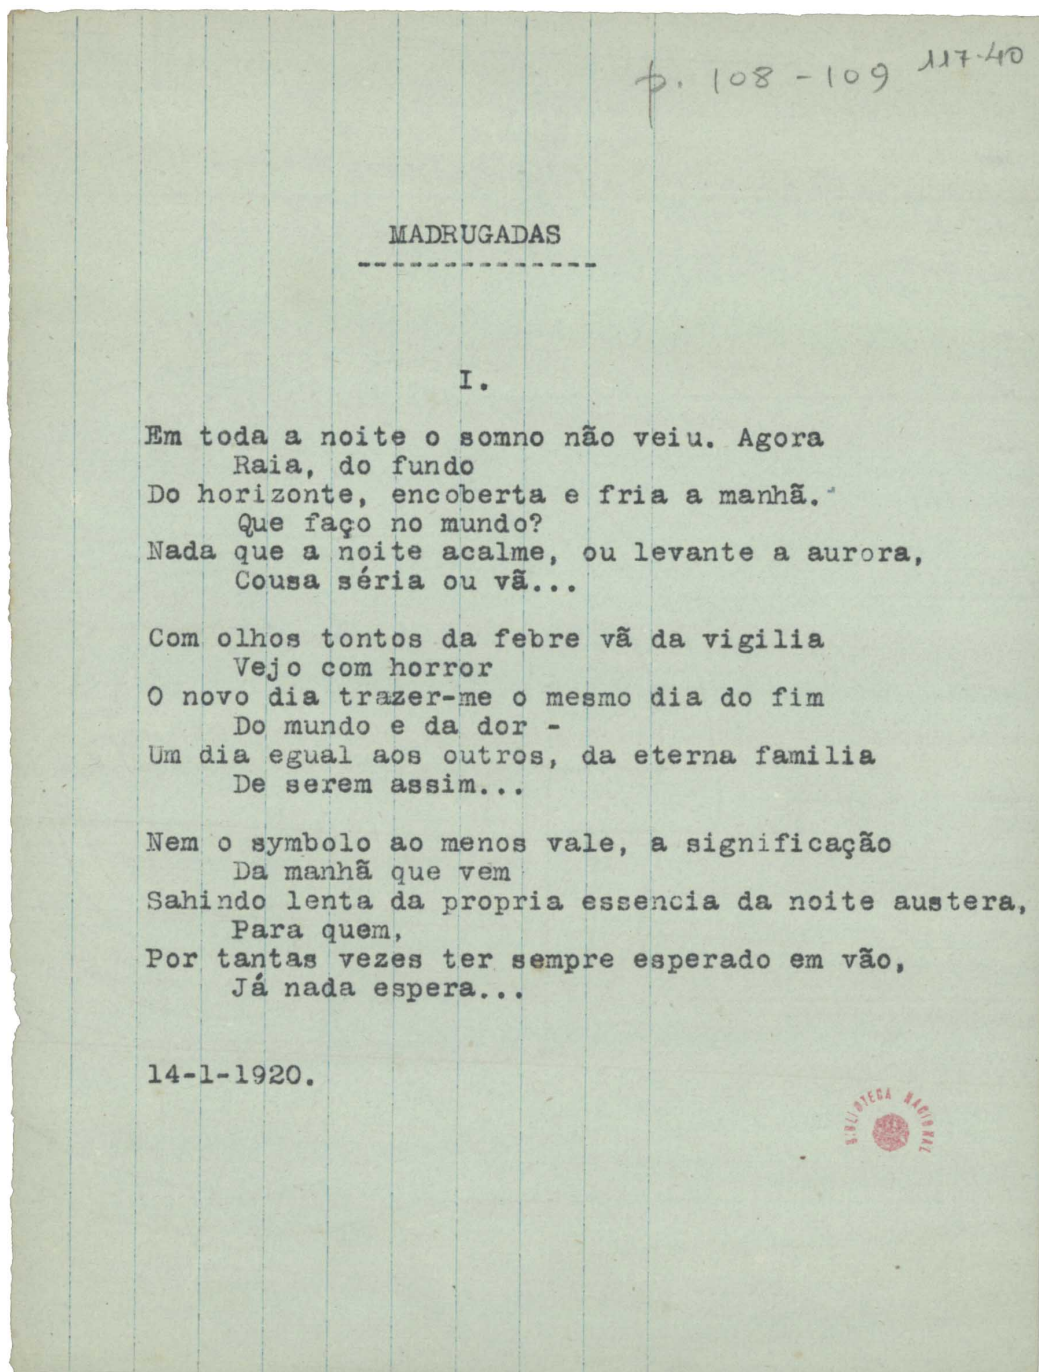 p. 108-109 117-40
MADRUGADAS
--------------
I.
Em toda a noite o somno não veiu. Agora
Raia, do fundo
Do horizonte, encoberta e fria a manhã.
Que faço no mundo?
Nada que a noite acalme, ou levante a aurora,
Cousa séria ou vã...
Com olhos tontos da febre vã da vigilia
Vejo com horror
O novo dia trazer-me o mesmo dia do fim
Do mundo e da dor -
Um dia egual aos outros, da eterna familia
De serem assim...
Nem o symbolo ao menos vale, a significação
Da manhã que vem
Sahindo lenta da propria essencia da noite austera,
Para quem,
Por tantas vezes ter sempre esperado em vão,
Já nada espera...
14-1-1920.
BIBLIOTECA NACIONAL